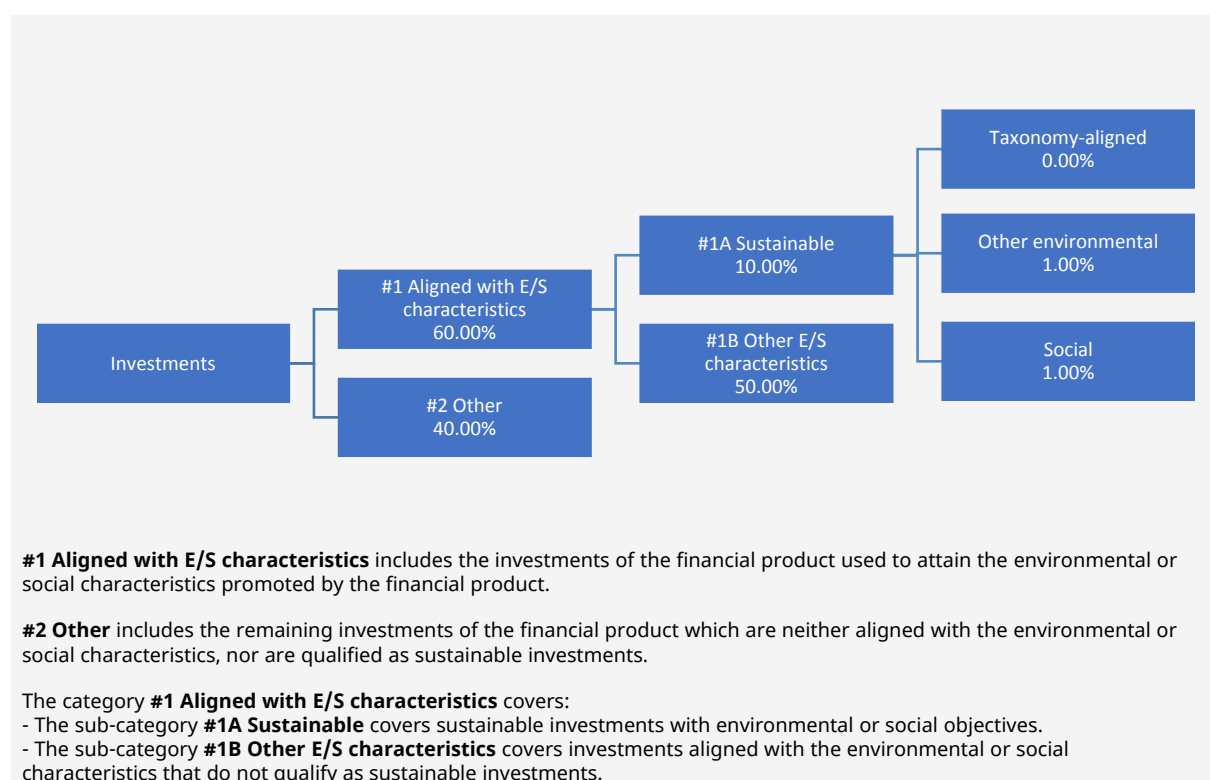 Taxonomy-aligned
0.00%
#1A Sustainable
10.00%
Other environmental
1.00%
#1 Aligned with E/S
characteristics
60.00%
Investments
#1B Other E/S
characteristics
50.00%
Social
1.00%
#2 Other
40.00%
#1 Aligned with E/S characteristics includes the investments of the financial product used to attain the environmental or
social characteristics promoted by the financial product.
#2 Other includes the remaining investments of the financial product which are neither aligned with the environmental or
social characteristics, nor are qualified as sustainable investments.
The category #1 Aligned with E/S characteristics covers:
- The sub-category #1A Sustainable covers sustainable investments with environmental or social objectives.
- The sub-category #1B Other E/S characteristics covers investments aligned with the environmental or social
characteristics that do not qualify as sustainable investments.